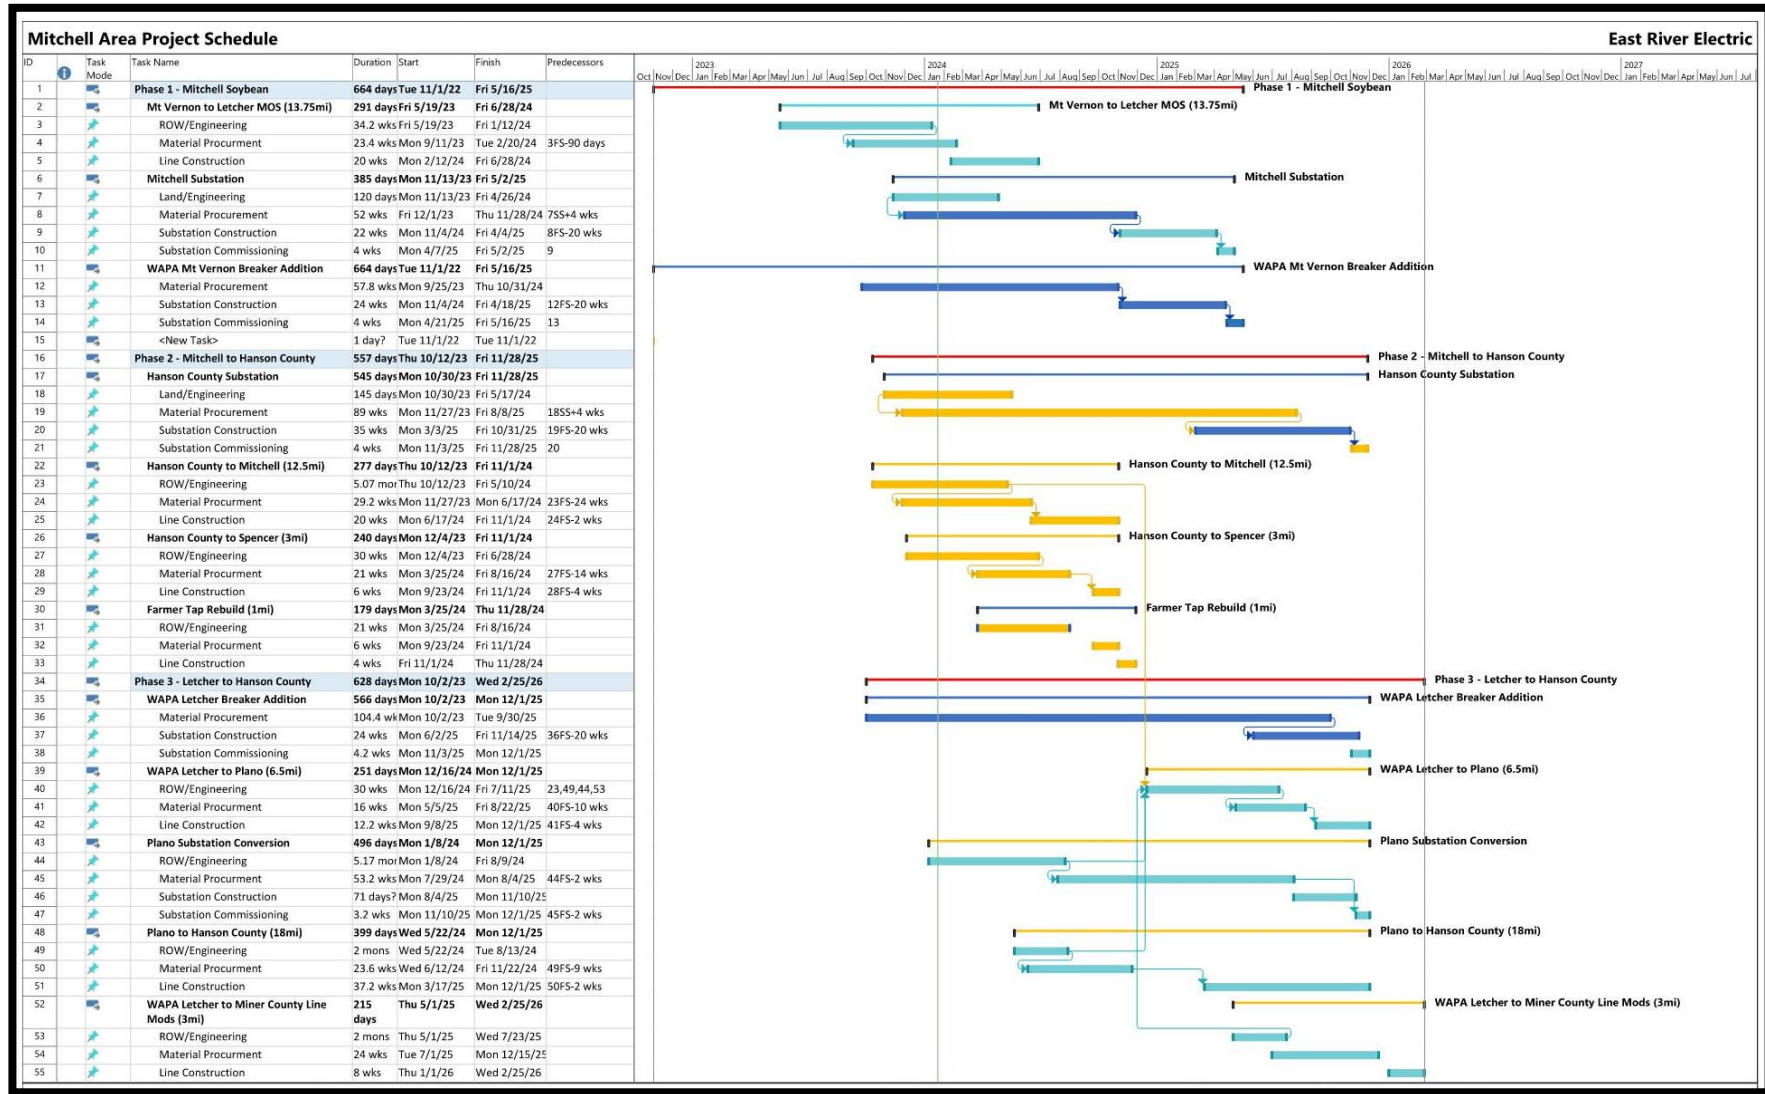 Mitchell Area Project Schedule
East River Electric
ID Task Mode Task Name Duration Start Finish Predecessors
2023 2024 2025 2026 2027
Oct Nov Dec Jan Feb Mar Apr May Jun Jul Aug Sep Oct Nov Dec Jan Feb Mar Apr May Jun Jul Aug Sep Oct Nov Dec Jan Feb Mar Apr May Jun Jul Aug Sep Oct Nov Dec Jan Feb Mar Apr May Jun Jul Aug Sep Oct Nov Dec Jan Feb Mar Apr May Jun Jul
1 Phase 1 - Mitchell Soybean 664 days Tue 11/1/22 Fri 5/16/25 Phase 1 - Mitchell Soybean
2 Mt Vernon to Letcher MOS (13.75mi) 291 days Fri 5/19/23 Fri 6/28/24 Mt Vernon to Letcher MOS (13.75mi)
3 ROW/Engineering 34.2 wks Fri 5/19/23 Fri 1/12/24
4 Material Procurment 23.4 wks Mon 9/11/23 Tue 2/20/24 3FS-90 days
5 Line Construction 20 wks Mon 2/12/24 Fri 6/28/24
6 Mitchell Substation 385 days Mon 11/13/23 Fri 5/2/25 Mitchell Substation
7 Land/Engineering 120 days Mon 11/13/23 Fri 4/26/24
8 Material Procurement 52 wks Fri 12/1/23 Thu 11/28/24 7SS+4 wks
9 Substation Construction 22 wks Mon 11/4/24 Fri 4/4/25 8FS-20 wks
10 Substation Commissioning 4 wks Mon 4/7/25 Fri 5/2/25 9
11 WAPA Mt Vernon Breaker Addition 664 days Tue 11/1/22 Fri 5/16/25 WAPA Mt Vernon Breaker Addition
12 Material Procurement 57.8 wks Mon 9/25/23 Thu 10/31/24
13 Substation Construction 24 wks Mon 11/4/24 Fri 4/18/25 12FS-20 wks
14 Substation Commissioning 4 wks Mon 4/21/25 Fri 5/16/25 13
15 <New Task> 1 day? Tue 11/1/22 Tue 11/1/22
16 Phase 2 - Mitchell to Hanson County 557 days Thu 10/12/23 Fri 11/28/25 Phase 2 - Mitchell to Hanson County
17 Hanson County Substation 545 days Mon 10/30/23 Fri 11/28/25 Hanson County Substation
18 Land/Engineering 145 days Mon 10/30/23 Fri 5/17/24
19 Material Procurement 89 wks Mon 11/27/23 Fri 8/8/25 18SS+4 wks
20 Substation Construction 35 wks Mon 3/3/25 Fri 10/31/25 19FS-20 wks
21 Substation Commissioning 4 wks Mon 11/3/25 Fri 11/28/25 20
22 Hanson County to Mitchell (12.5mi) 277 days Thu 10/12/23 Fri 11/1/24 Hanson County to Mitchell (12.5mi)
23 ROW/Engineering 5.07 mor Thu 10/12/23 Fri 5/10/24
24 Material Procurment 29.2 wks Mon 11/27/23 Mon 6/17/24 23FS-24 wks
25 Line Construction 20 wks Mon 6/17/24 Fri 11/1/24 24FS-2 wks
26 Hanson County to Spencer (3mi) 240 days Mon 12/4/23 Fri 11/1/24 Hanson County to Spencer (3mi)
27 ROW/Engineering 30 wks Mon 12/4/23 Fri 6/28/24
28 Material Procurment 21 wks Mon 3/25/24 Fri 8/16/24 27FS-14 wks
29 Line Construction 6 wks Mon 9/23/24 Fri 11/1/24 28FS-4 wks
30 Farmer Tap Rebuild (1mi) 179 days Mon 3/25/24 Thu 11/28/24 Farmer Tap Rebuild (1mi)
31 ROW/Engineering 21 wks Mon 3/25/24 Fri 8/16/24
32 Material Procurment 6 wks Mon 9/23/24 Fri 11/1/24
33 Line Construction 4 wks Fri 11/1/24 Thu 11/28/24
34 Phase 3 - Letcher to Hanson County 628 days Mon 10/2/23 Wed 2/25/26 Phase 3 - Letcher to Hanson County
35 WAPA Letcher Breaker Addition 566 days Mon 10/2/23 Mon 12/1/25 WAPA Letcher Breaker Addition
36 Material Procurement 104.4 wk Mon 10/2/23 Tue 9/30/25
37 Substation Construction 24 wks Mon 6/2/25 Fri 11/14/25 36FS-20 wks
38 Substation Commissioning 4.2 wks Mon 11/3/25 Mon 12/1/25
39 WAPA Letcher to Plano (6.5mi) 251 days Mon 12/16/24 Mon 12/1/25 WAPA Letcher to Plano (6.5mi)
40 ROW/Engineering 30 wks Mon 12/16/24 Fri 7/11/25 23,49,44,53
41 Material Procurment 16 wks Mon 5/5/25 Fri 8/22/25 40FS-10 wks
42 Line Construction 12.2 wks Mon 9/8/25 Mon 12/1/25 41FS-4 wks
43 Plano Substation Conversion 496 days Mon 1/8/24 Mon 12/1/25 Plano Substation Conversion
44 ROW/Engineering 5.17 mor Mon 1/8/24 Fri 8/9/24
45 Material Procurment 53.2 wks Mon 7/29/24 Mon 8/4/25 44FS-2 wks
46 Substation Construction 71 days? Mon 8/4/25 Mon 11/10/25
47 Substation Commissioning 3.2 wks Mon 11/10/25 Mon 12/1/25 45FS-2 wks
48 Plano to Hanson County (18mi) 399 days Wed 5/22/24 Mon 12/1/25 Plano to Hanson County (18mi)
49 ROW/Engineering 2 mons Wed 5/22/24 Tue 8/13/24
50 Material Procurment 23.6 wks Wed 6/12/24 Fri 11/22/24 49FS-9 wks
51 Line Construction 37.2 wks Mon 3/17/25 Mon 12/1/25 50FS-2 wks
52 WAPA Letcher to Miner County Line Mods (3mi) 215 days Thu 5/1/25 Wed 2/25/26 WAPA Letcher to Miner County Line Mods (3mi)
53 ROW/Engineering 2 mons Thu 5/1/25 Wed 7/23/25
54 Material Procurment 24 wks Tue 7/1/25 Mon 12/15/25
55 Line Construction 8 wks Thu 1/1/26 Wed 2/25/26